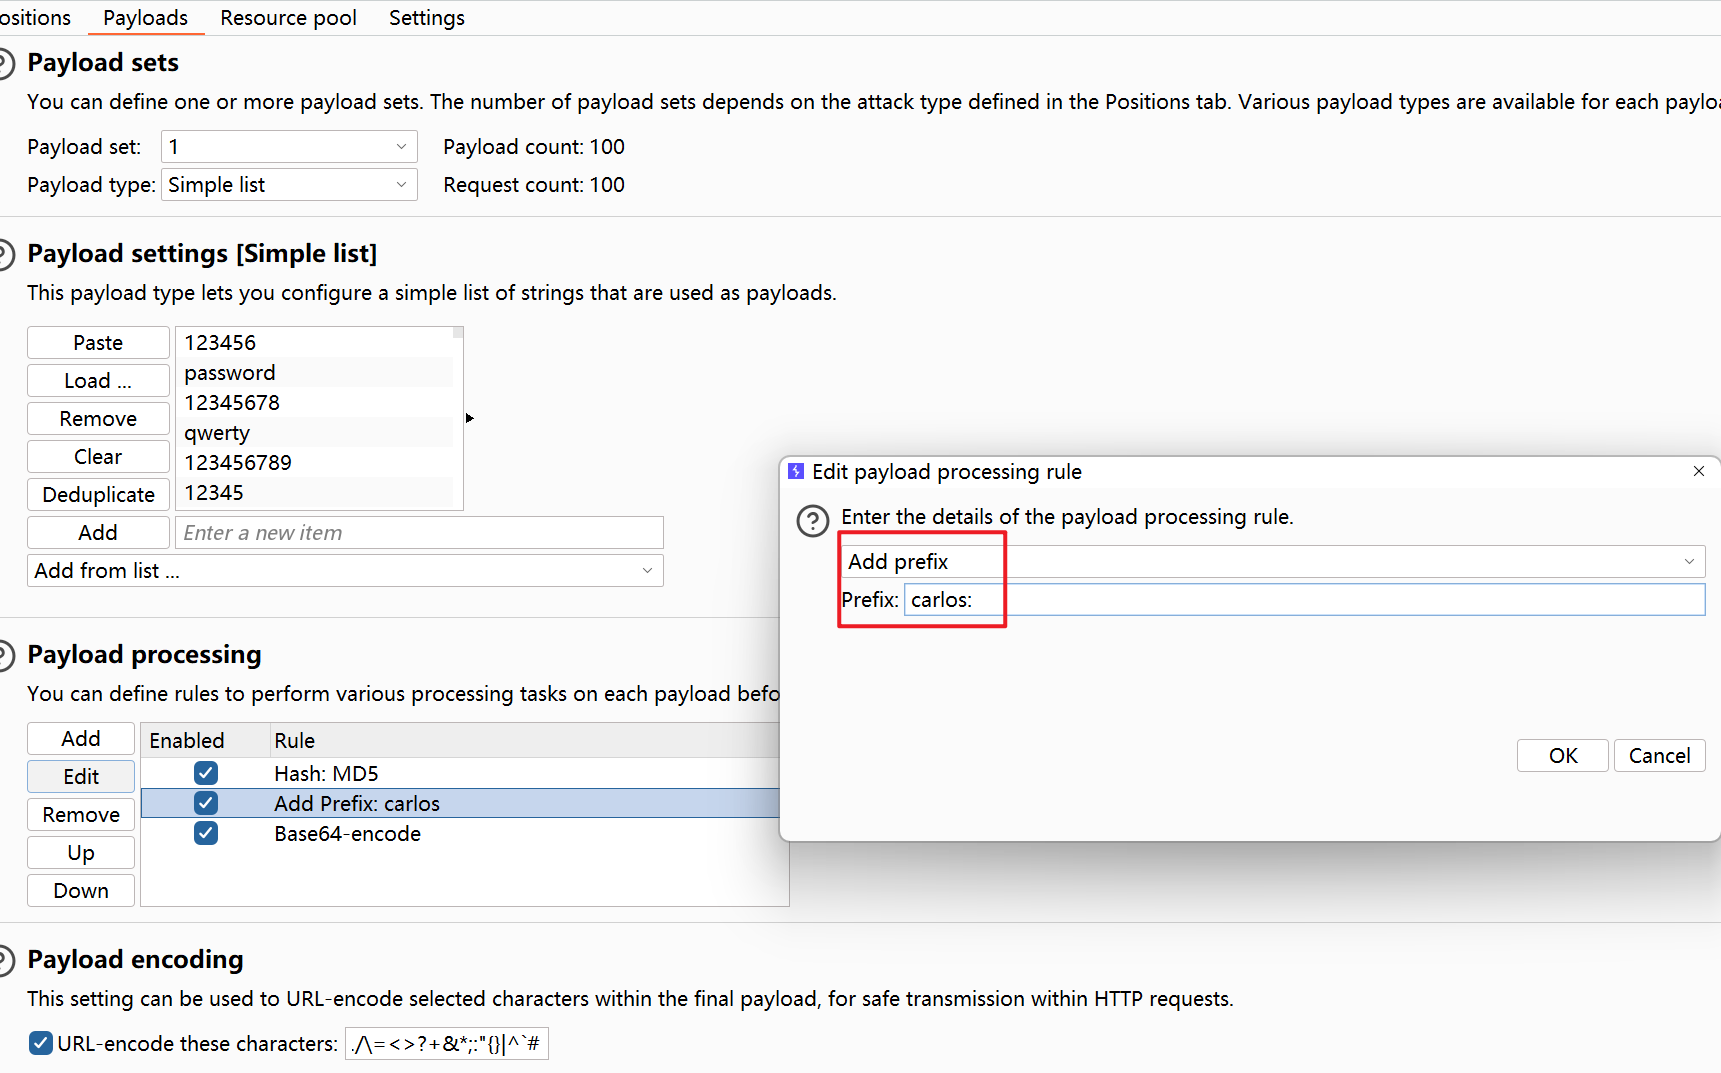 ositions Payloads Resource pool Settings
Payload sets
You can define one or more payload sets. The number of payload sets depends on the attack type defined in the Positions tab. Various payload types are available for each paylo
Payload set: 1 Payload count: 100
Payload type: Simple list Request count: 100
Payload settings [Simple list]
This payload type lets you configure a simple list of strings that are used as payloads.
Paste
Load ...
Remove
Clear
Deduplicate
123456
password
12345678
qwerty
123456789
12345
Add Enter a new item
Add from list ...
Edit payload processing rule
Enter the details of the payload processing rule.
Add prefix
Prefix: carlos:
OK Cancel
Payload processing
You can define rules to perform various processing tasks on each payload befo
Add
Edit
Remove
Up
Down
Enabled Rule
Hash: MD5
Add Prefix: carlos
Base64-encode
Payload encoding
This setting can be used to URL-encode selected characters within the final payload, for safe transmission within HTTP requests.
URL-encode these characters: ./\=<>?+&*;:"{}|^`#